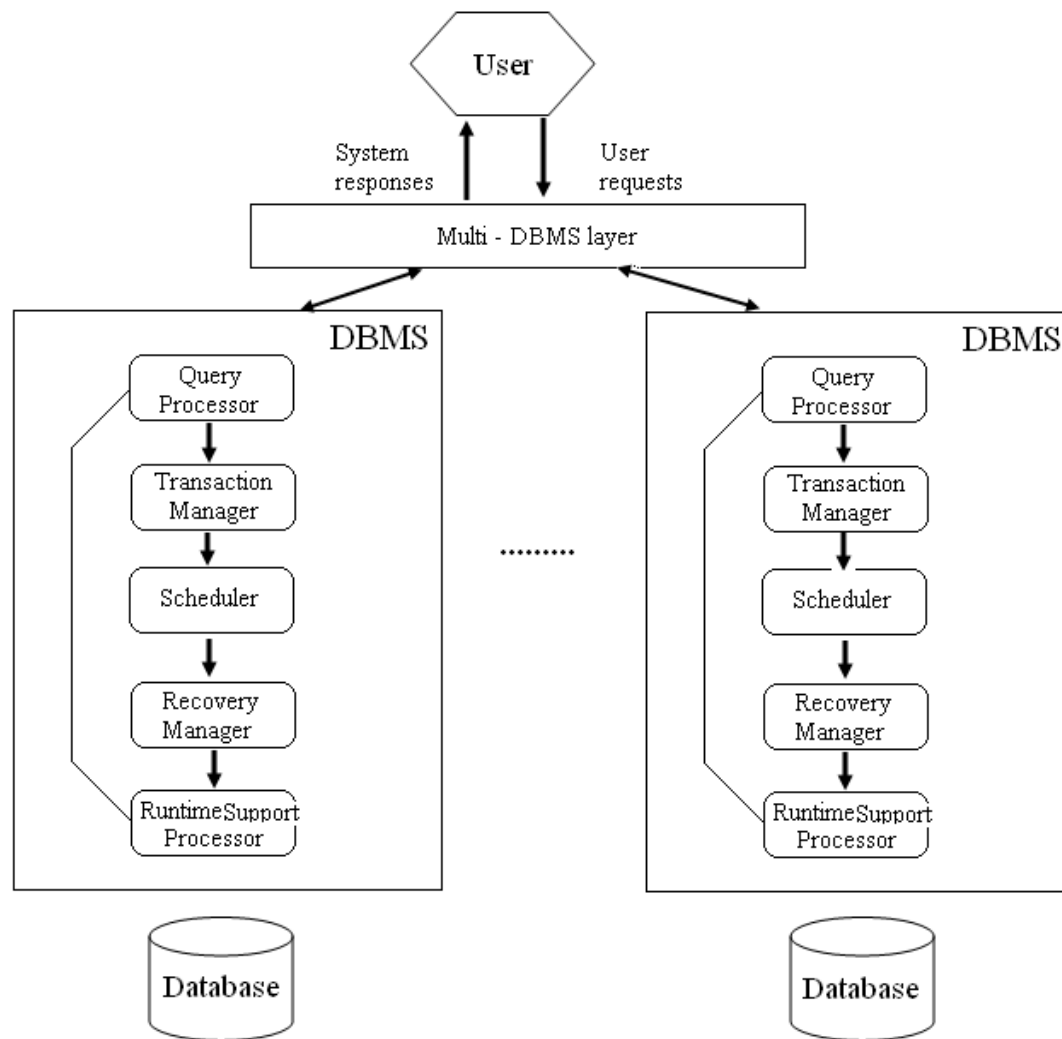 User
System
responses
User
requests
Multi - DBMS layer
DBMS
Query
Processor
Transaction
Manager
Scheduler
Recovery
Manager
RuntimeSupport
Processor
Database
.........
DBMS
Query
Processor
Transaction
Manager
Scheduler
Recovery
Manager
RuntimeSupport
Processor
Database